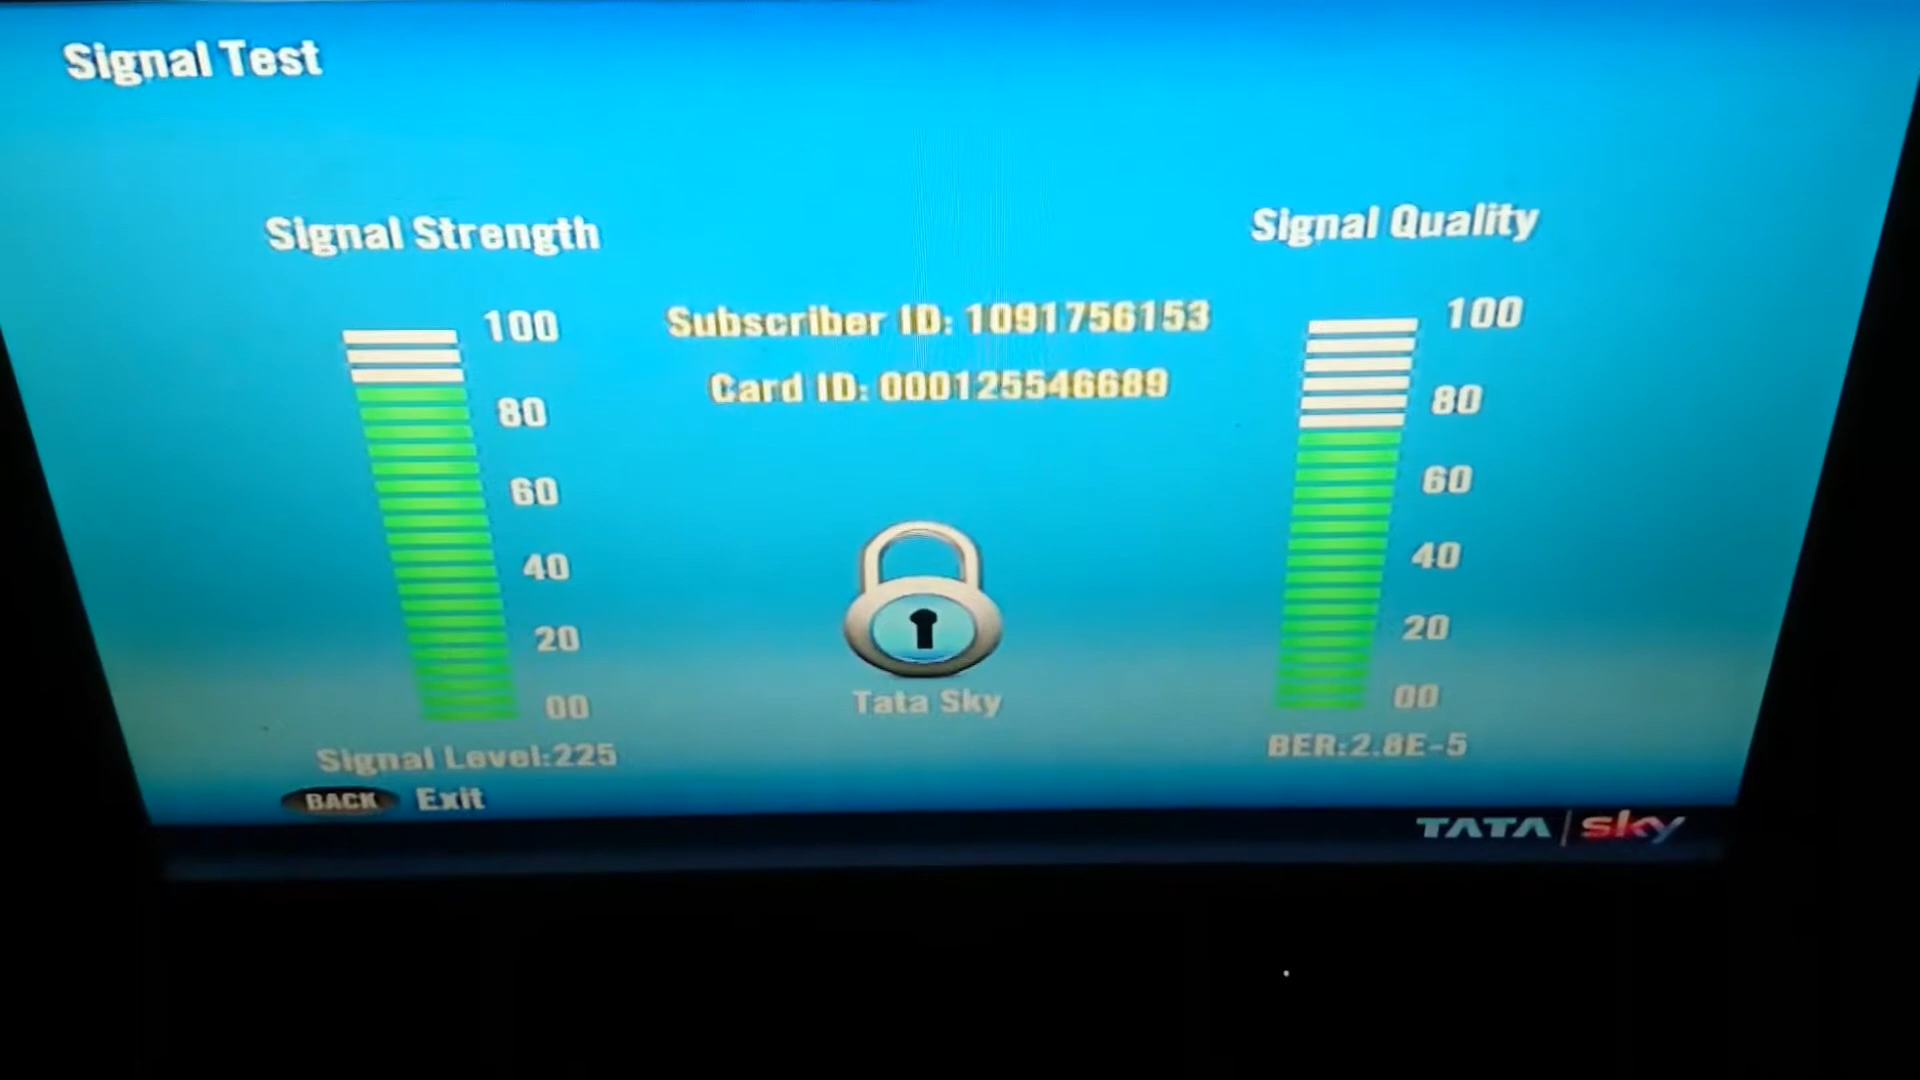 Signal Test
Signal Strength
Signal Quality
Subscriber ID: 1091756153
Card ID: 000125546689
100
80
60
40
20
00
100
80
60
40
20
00
Tata Sky
Signal Level:225
BER:2.8E-5
BACK Exit
TATA | sky